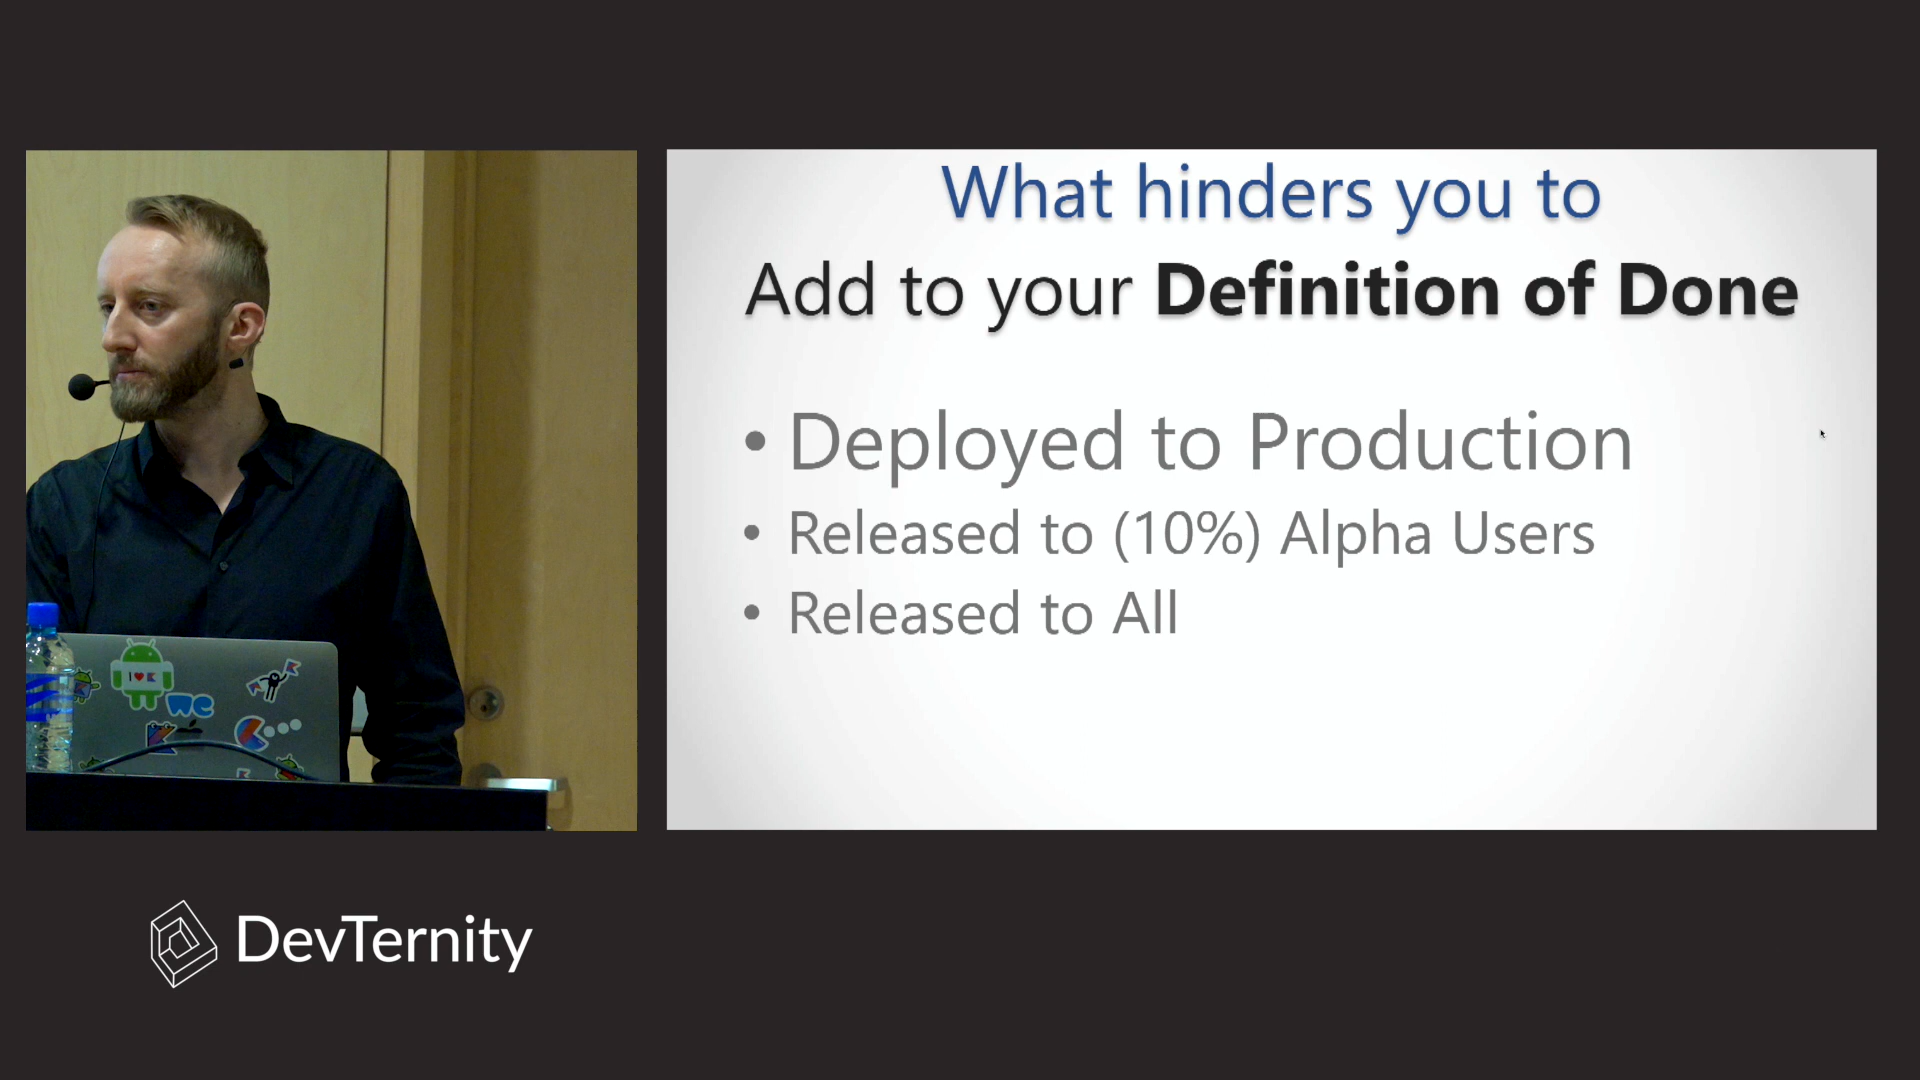 What hinders you to
Add to your Definition of Done
• Deployed to Production
• Released to (10%) Alpha Users
• Released to All
I ♥ K
we
DevTernity